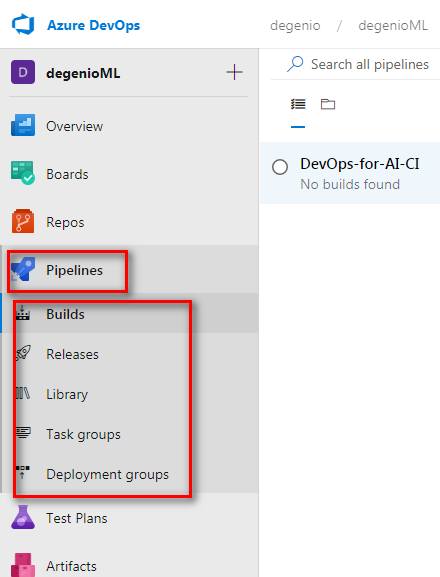 Azure DevOps
degenio / degenioML
D degenioML +
Search all pipelines
Overview
Boards
DevOps-for-AI-CI
No builds found
Repos
Pipelines
Builds
Releases
Library
Task groups
Deployment groups
Test Plans
Artifacts